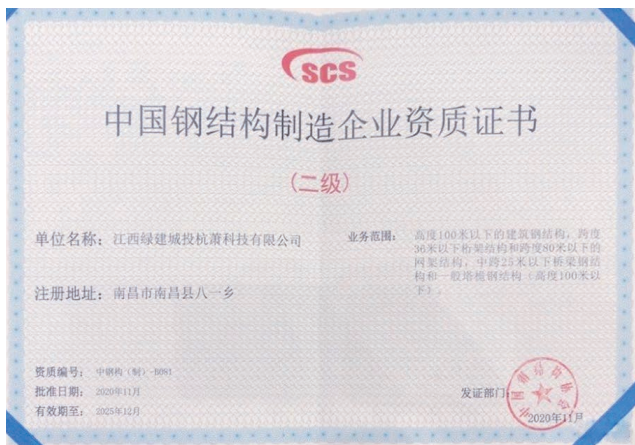 SCS
中国钢结构制造企业资质证书
(二级)
单位名称：江西绿建城投杭萧科技有限公司
注册地址：南昌市南昌县八一乡
业务范围：高度100米以下的建筑钢结构，跨度
36米以下桁架结构和跨度80米以下的
网架结构，中跨25米以下桥梁钢结
构和一般塔桅钢结构（高度100米以
下）。
资质编号：中钢构（制）-B081
批准日期：2020年11月
有效期至：2025年12月
发证部门：
中国钢结构协会
2020年11月